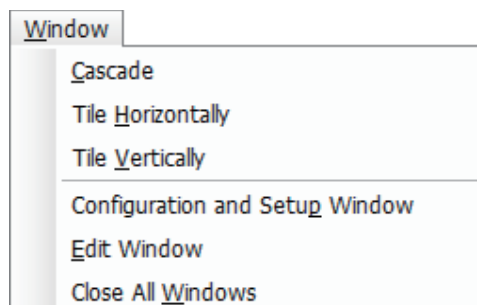 Window
Cascade
Tile Horizontally
Tile Vertically
Configuration and Setup Window
Edit Window
Close All Windows